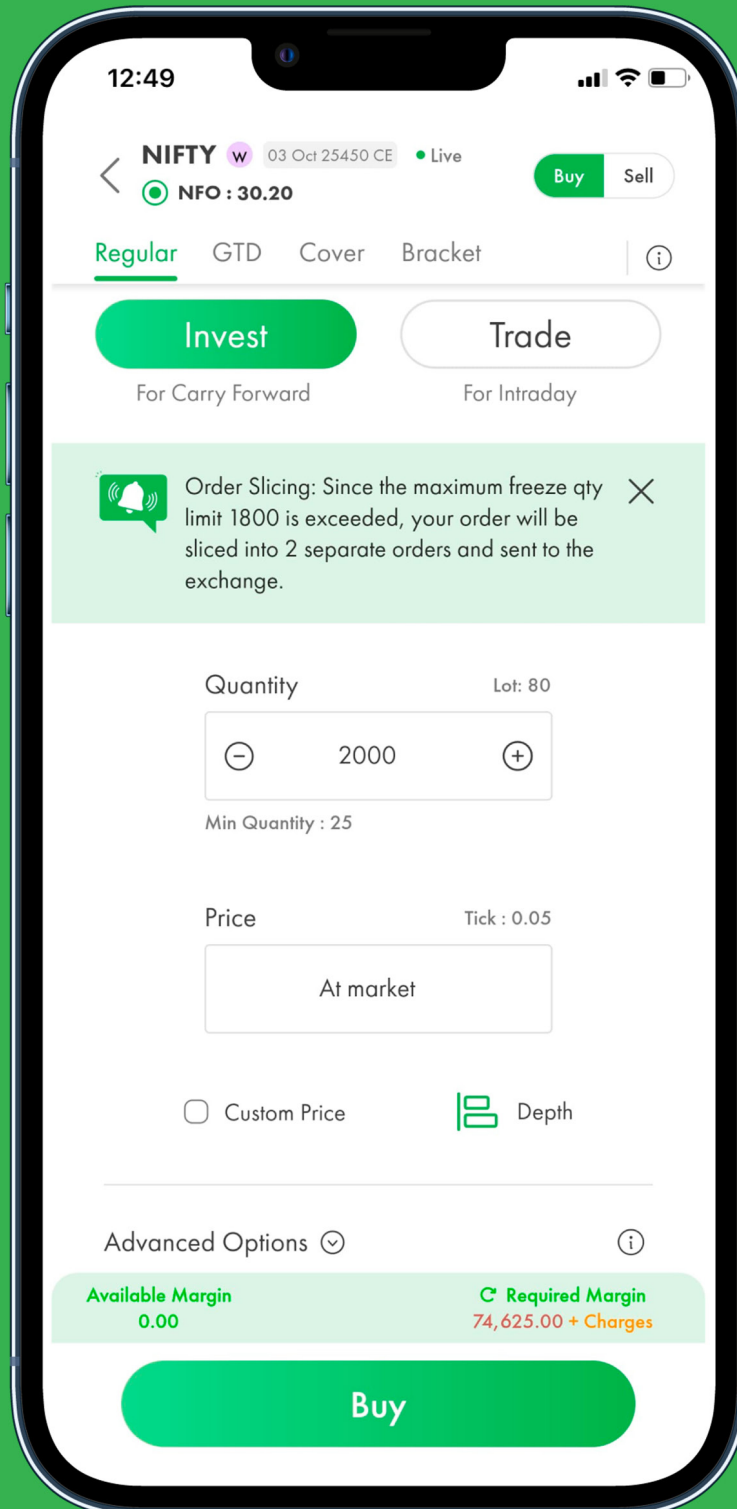 12:49
NIFTY W 03 Oct 25450 CE Live
NFO : 30.20
Buy Sell
Regular GTD Cover Bracket
Invest Trade
For Carry Forward For Intraday
Order Slicing: Since the maximum freeze qty
limit 1800 is exceeded, your order will be
sliced into 2 separate orders and sent to the
exchange.
Quantity Lot: 80
2000
Min Quantity : 25
Price Tick : 0.05
At market
Custom Price Depth
Advanced Options
Available Margin Required Margin
0.00 74,625.00 + Charges
Buy